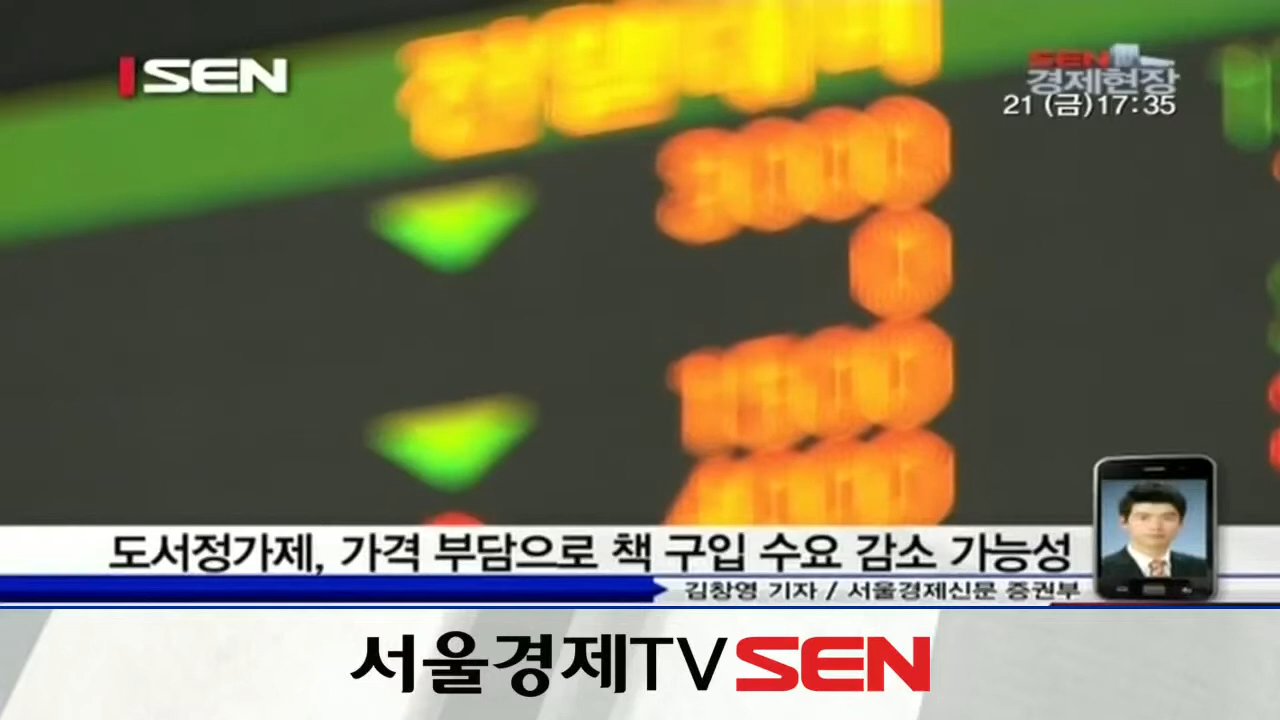 SEN
SEN
경제현장
21 (금)17:35
도서정가제, 가격 부담으로 책 구입 수요 감소 가능성
김창영 기자 / 서울경제신문 증권부
서울경제TV SEN